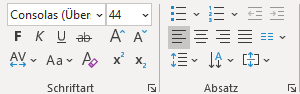 Consolas (Über 44 A A
F K U ab A x² x₂
AV Aa A
Schriftart Absatz